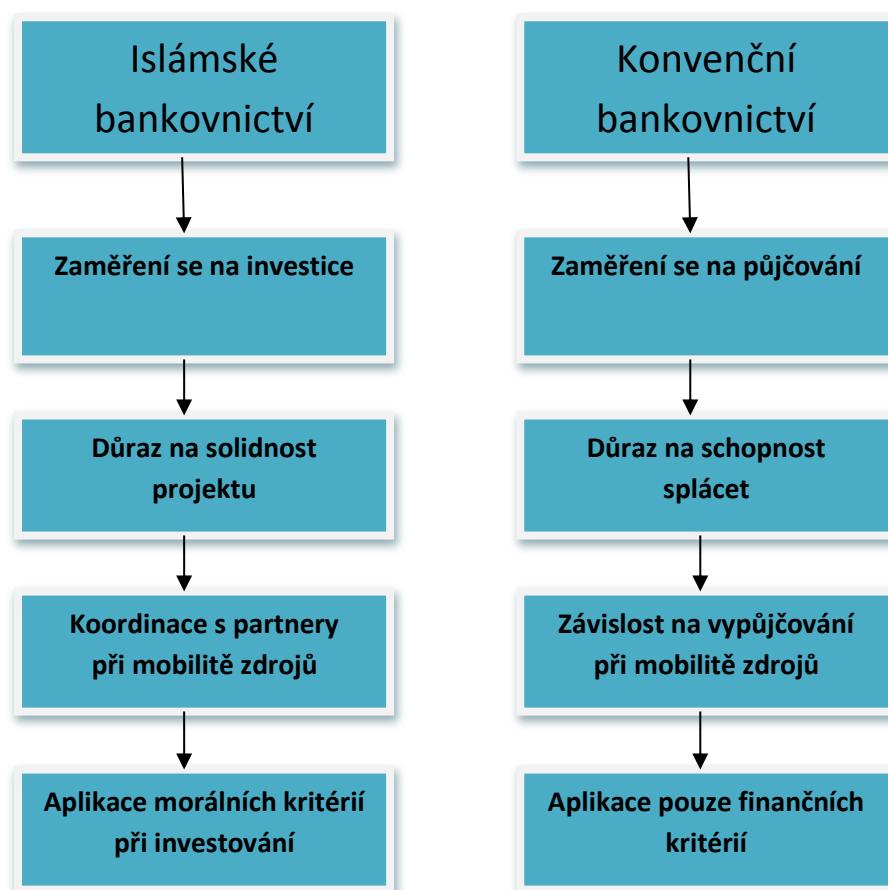 Islámské
bankovnictví
Zaměření se na investice
Důraz na solidnost
projektu
Koordinace s partnery
při mobilitě zdrojů
Aplikace morálních kritérií
při investování
Konvenční
bankovnictví
Zaměření se na půjčování
Důraz na schopnost
splácet
Závislost na vypůjčování
při mobilitě zdrojů
Aplikace pouze finančních
kritérií